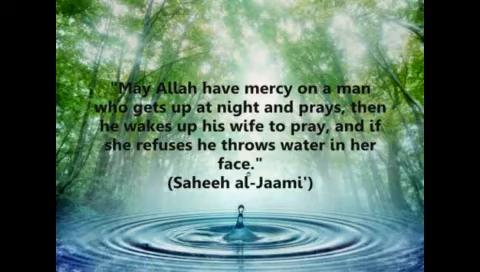 "May Allah have mercy on a man
who gets up at night and prays, then
he wakes up his wife to pray, and if
she refuses he throws water in her
face."
(Saheeh al-Jaami')